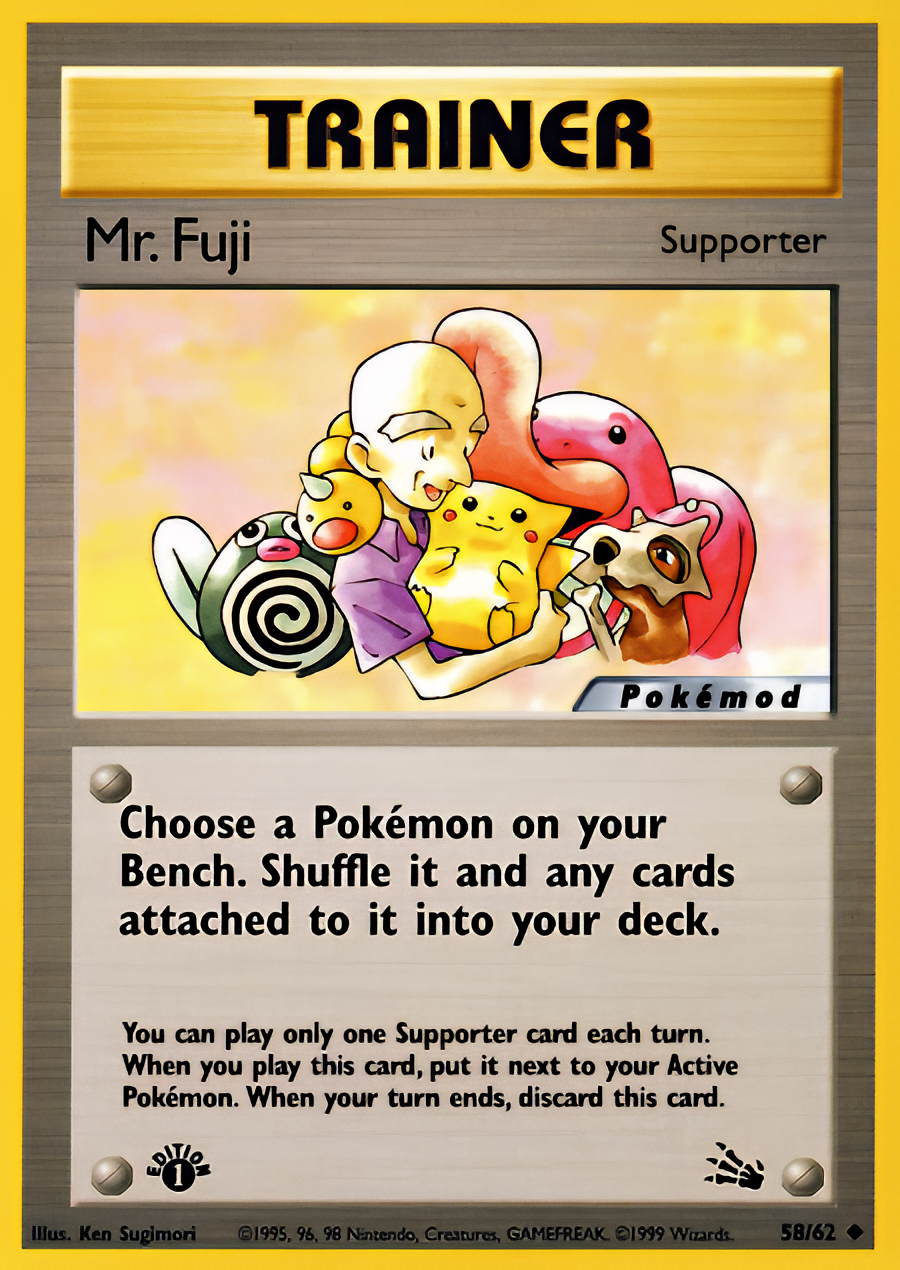 TRAINER
Mr. Fuji
Supporter
Pokémod
Choose a Pokémon on your
Bench. Shuffle it and any cards
attached to it into your deck.
You can play only one Supporter card each turn.
When you play this card, put it next to your Active
Pokémon. When your turn ends, discard this card.
EDITION
1
Illus. Ken Sugimori ©1995, 96, 98 Nintendo, Creatures, GAMEFREAK. ©1999 Wizards. 58/62